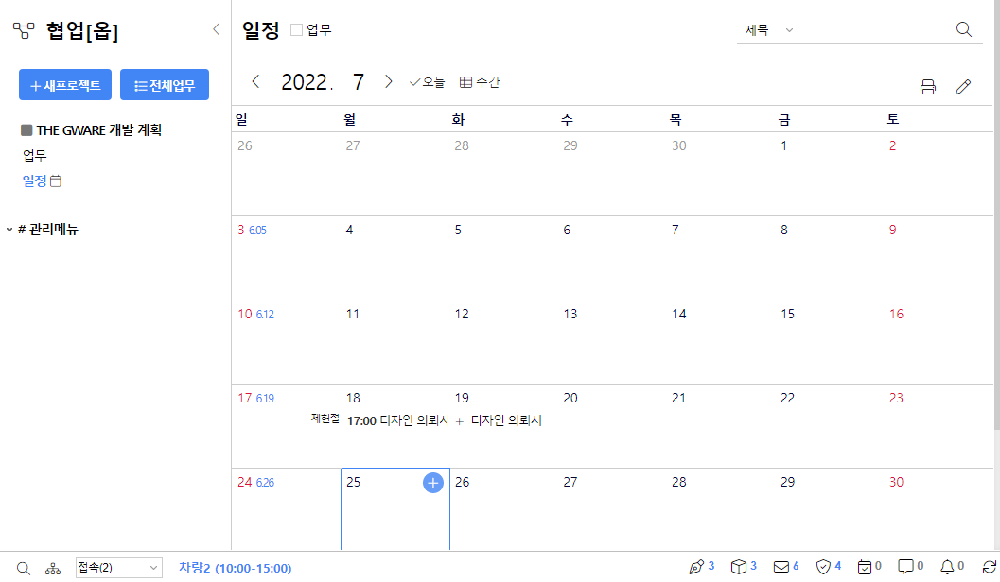 협업[옵]
새프로젝트 전체업무
THE GWARE 개발 계획
업무
일정
# 관리메뉴
일정 업무 제목
2022. 7 오늘 주간
일 월 화 수 목 금 토
26 27 28 29 30 1 2
3 6.05 4 5 6 7 8 9
10 6.12 11 12 13 14 15 16
17 6.19 18 19 20 21 22 23
제헌절 17:00 디자인 의뢰서 + 디자인 의뢰서
24 6.26 25 26 27 28 29 30
접속(2) 차량2 (10:00-15:00) 3 3 6 4 0 0 0